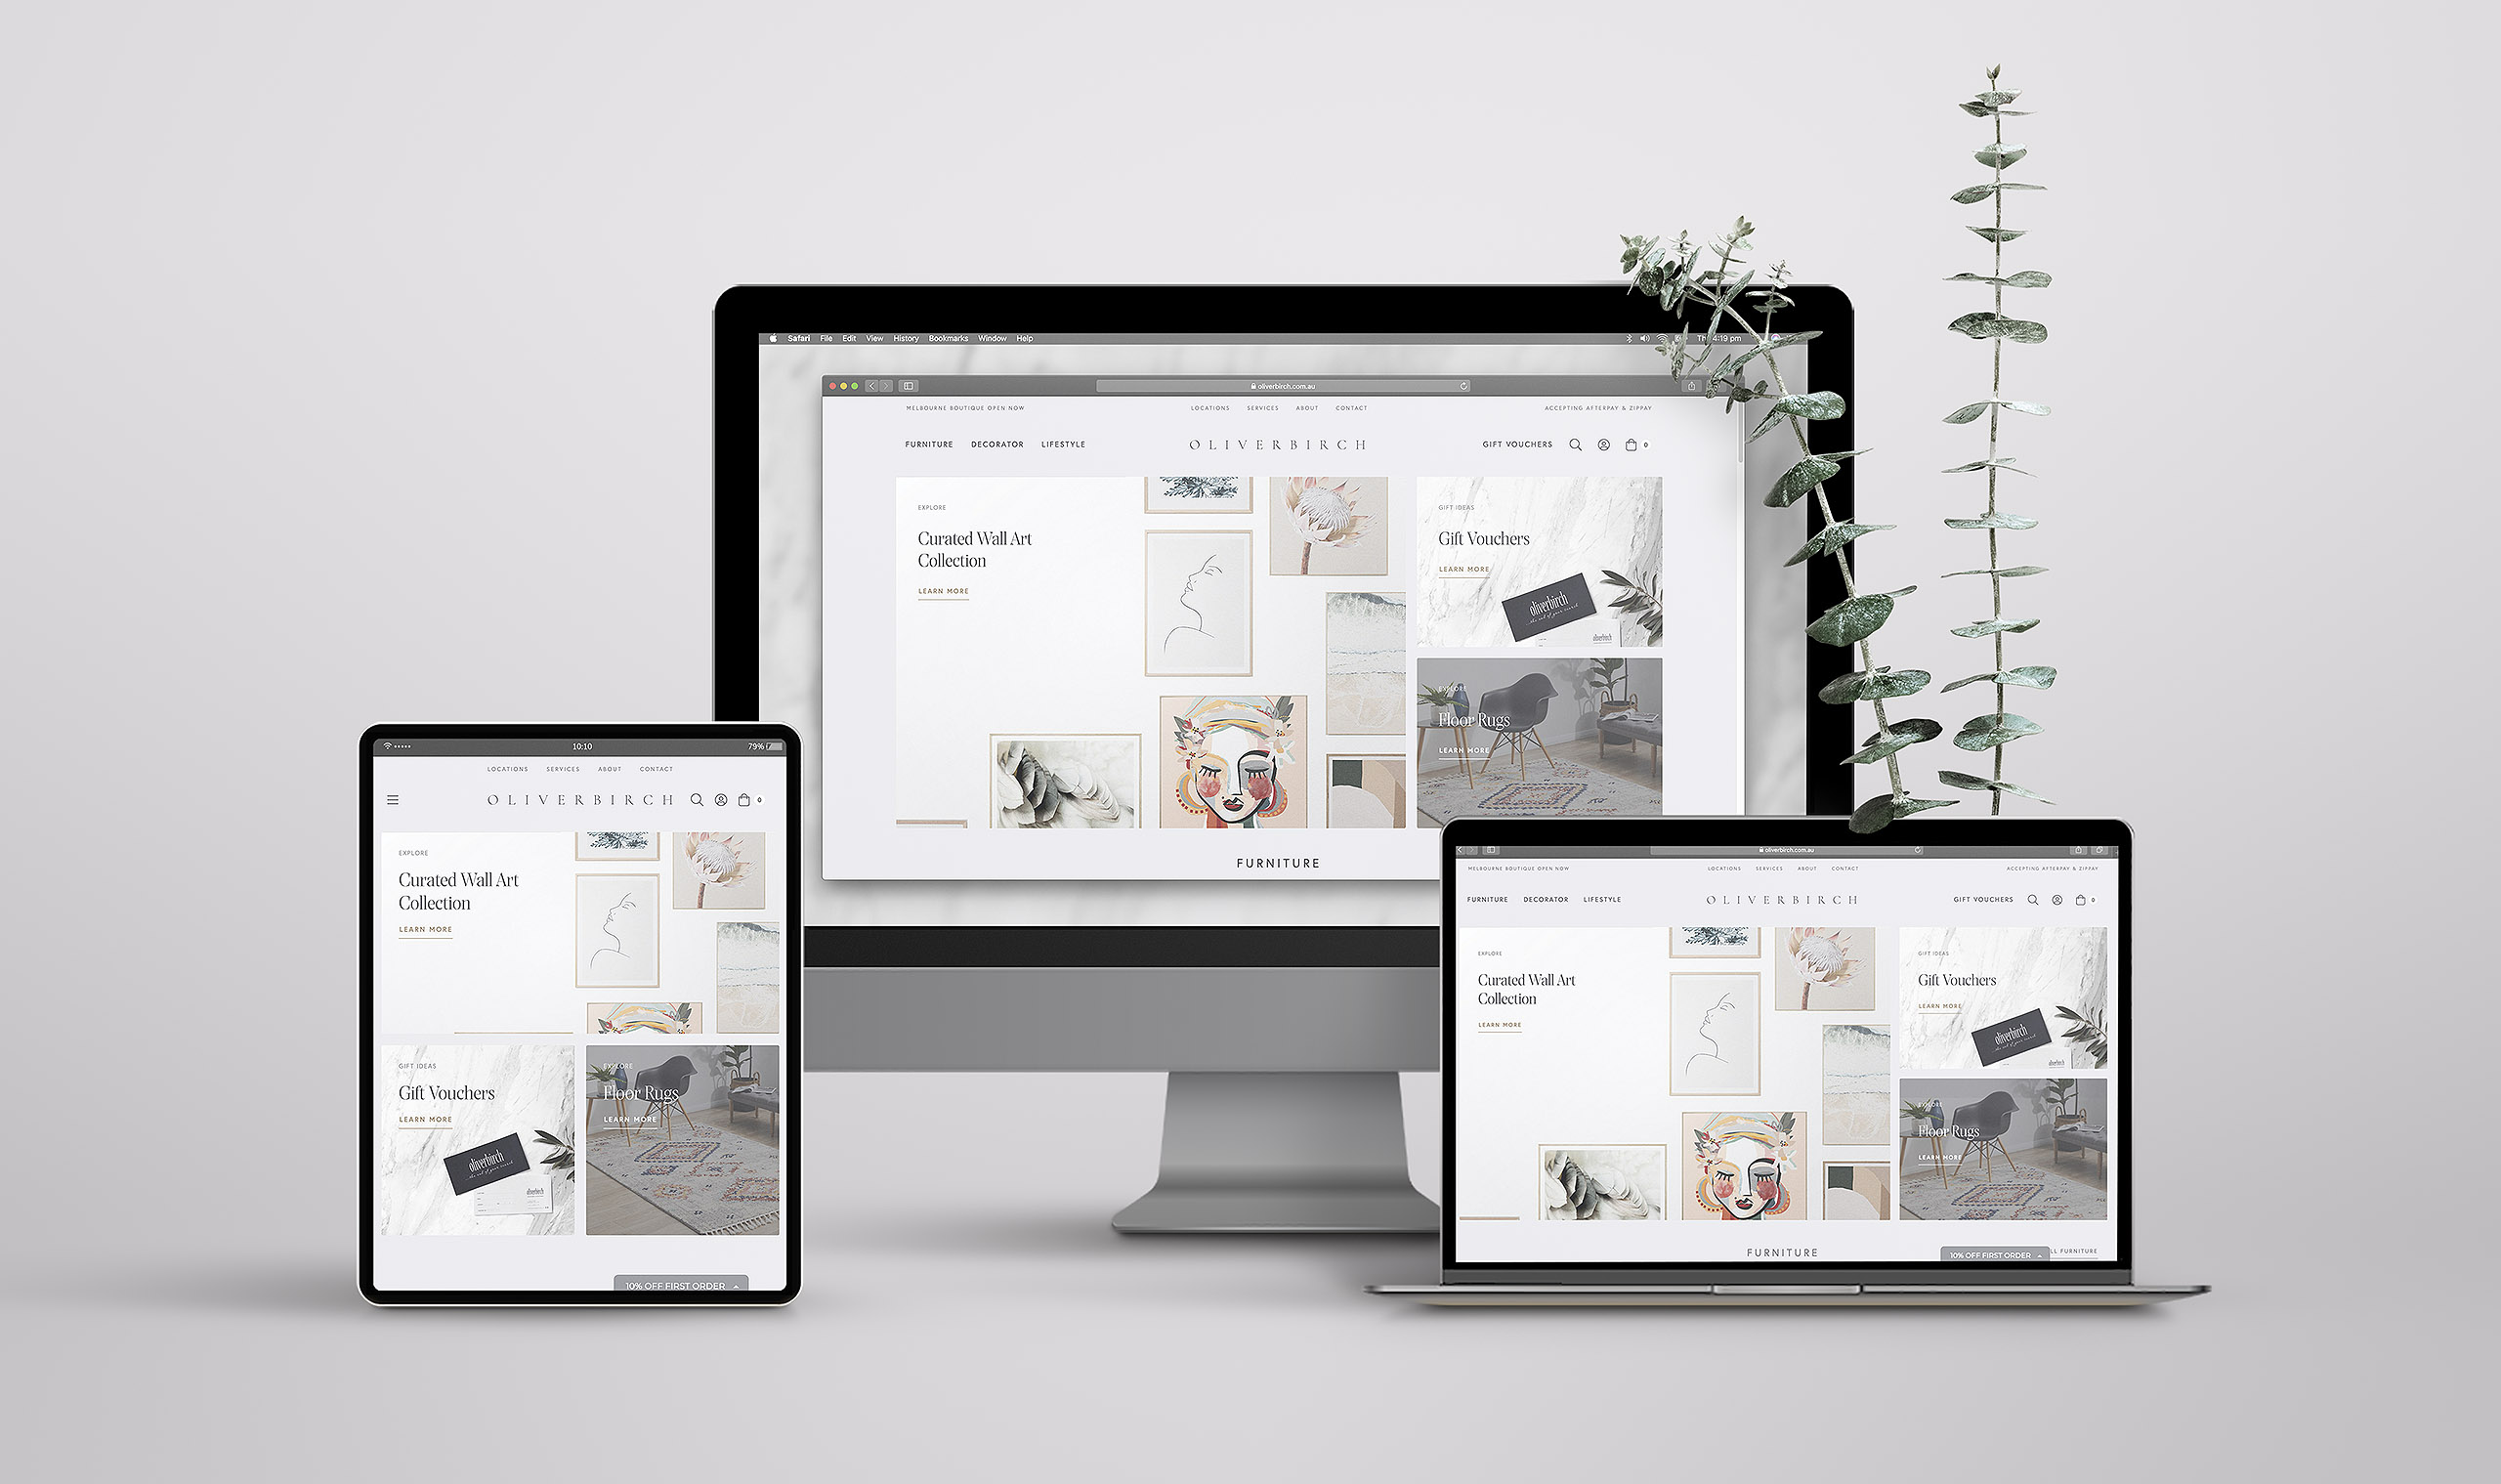 Safari File Edit View History Bookmarks Window Help
4:19 pm
oliverbirch.com.au
MELBOURNE BOUTIQUE OPEN NOW
LOCATIONS SERVICES ABOUT CONTACT
ACCEPTING AFTERPAY & ZIPPAY
FURNITURE DECORATOR LIFESTYLE
OLIVERBIRCH
GIFT VOUCHERS
0
EXPLORE
Curated Wall Art
Collection
LEARN MORE
GIFT IDEAS
Gift Vouchers
LEARN MORE
oliverbirch
oliverbirch
EXPLORE
Floor Rugs
LEARN MORE
FURNITURE
10:10
79%
LOCATIONS SERVICES ABOUT CONTACT
OLIVERBIRCH
0
EXPLORE
Curated Wall Art
Collection
LEARN MORE
GIFT IDEAS
Gift Vouchers
LEARN MORE
oliverbirch
oliverbirch
EXPLORE
Floor Rugs
LEARN MORE
10% OFF FIRST ORDER
oliverbirch.com.au
MELBOURNE BOUTIQUE OPEN NOW
LOCATIONS SERVICES ABOUT CONTACT
ACCEPTING AFTERPAY & ZIPPAY
FURNITURE DECORATOR LIFESTYLE
OLIVERBIRCH
GIFT VOUCHERS
0
EXPLORE
Curated Wall Art
Collection
LEARN MORE
GIFT IDEAS
Gift Vouchers
LEARN MORE
oliverbirch
oliverbirch
EXPLORE
Floor Rugs
LEARN MORE
FURNITURE
10% OFF FIRST ORDER
FURNITURE